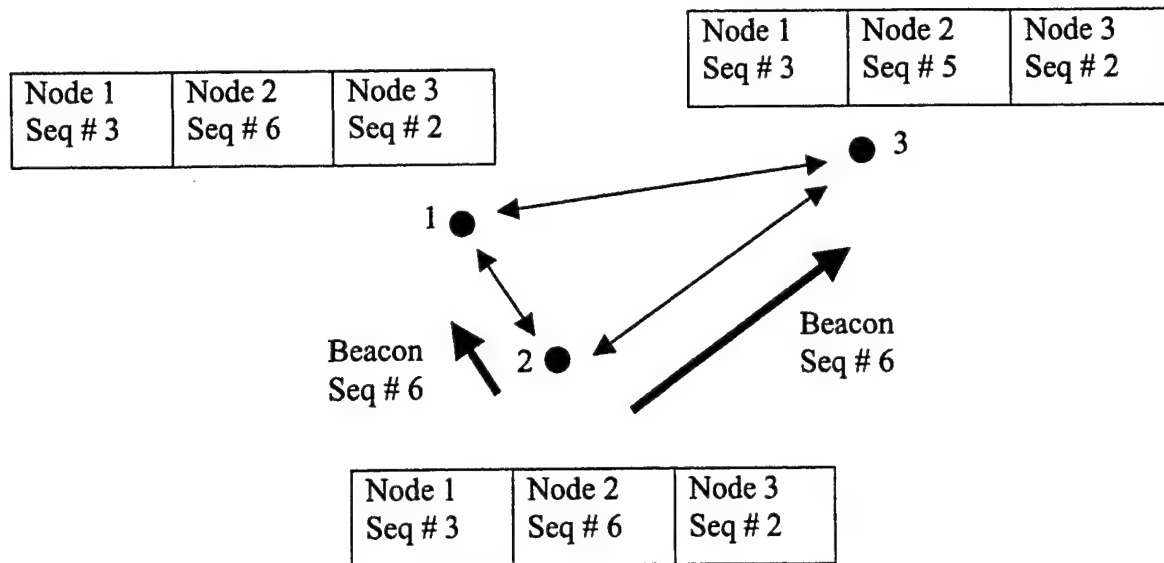 Node 1 Node 2 Node 3
Seq # 3 Seq # 5 Seq # 2
Node 1 Node 2 Node 3
Seq # 3 Seq # 6 Seq # 2
3
1
2
Beacon
Seq # 6
Beacon
Seq # 6
Node 1 Node 2 Node 3
Seq # 3 Seq # 6 Seq # 2